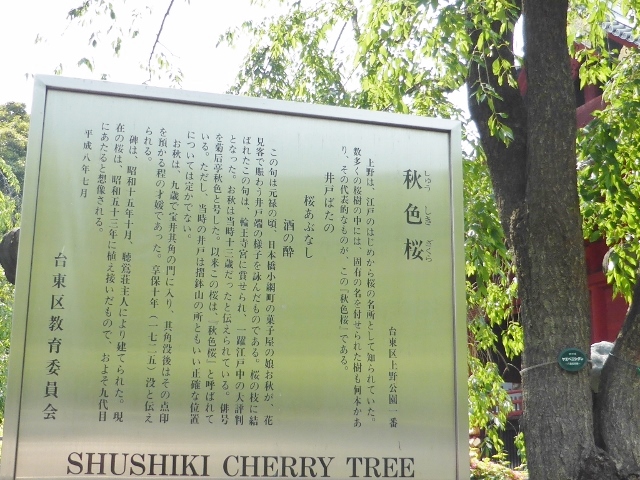 しゅう しき ざくら
秋色桜
台東区上野公園一番
上野は、江戸のはじめから桜の名所として知られていた。
数多くの桜樹の中には、固有の名を付せられた樹も何本かあ
り、その代表的なものが、この『秋色桜』である。
井戸ばたの
桜あぶなし
酒の酔
この句は元禄の頃、日本橋小網町の菓子屋の娘お秋が、花
見客で賑わう井戸端の様子を詠んだものである。桜の枝に結
ばれたこの句は、輪王寺宮に賞せられ、一躍江戸中の大評判
となった。お秋は当時十三歳だったと伝えられている。俳号
を菊后亭秋色と号した。以来この桜は、『秋色桜』と呼ばれて
いる。ただし、当時の井戸は摺鉢山の所ともいい正確な位置
については定かでない。
お秋は、九歳で宝井其角の門に入り、其角没後はその点印
を預かる程の才媛であった。享保十年(一七二五)没と伝え
られる。
碑は、昭和十五年十月、聴鶯荘主人により建てられた。現
在の桜は、昭和五十三年に植え接いだもので、およそ九代目
にあたると想像される。
平成八年七月
台東区教育委員会
SHUSHIKI CHERRY TREE